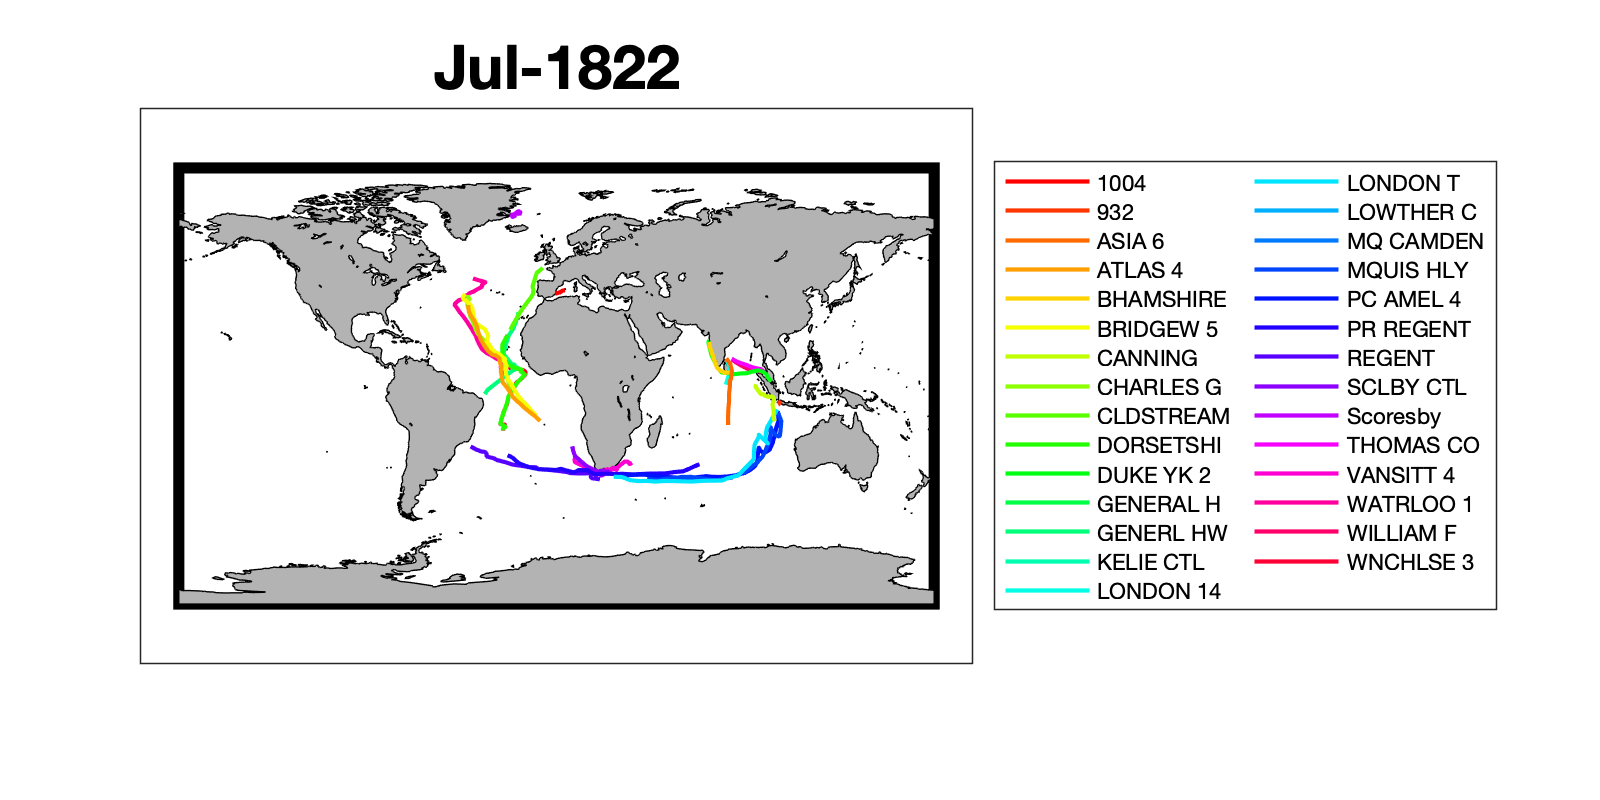 Jul-1822
1004
932
ASIA 6
ATLAS 4
BHAMSHIRE
BRIDGEW 5
CANNING
CHARLES G
CLDSTREAM
DORSETSHI
DUKE YK 2
GENERAL H
GENERL HW
KELIE CTL
LONDON 14
LONDON T
LOWTHER C
MQ CAMDEN
MQUIS HLY
PC AMEL 4
PR REGENT
REGENT
SCLBY CTL
Scoresby
THOMAS CO
VANSITT 4
WATRLOO 1
WILLIAM F
WNCHLSE 3